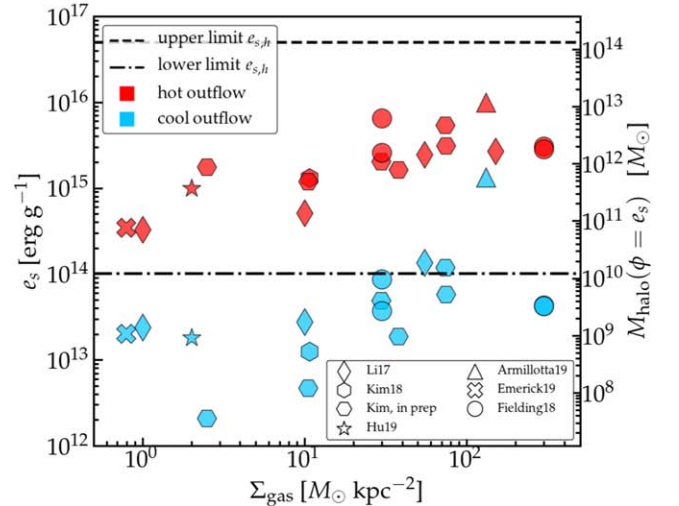 10^17
10^16
10^15
10^14
10^13
10^12
e_s [erg g^−1]
upper limit e_s,h
lower limit e_s,h
hot outflow
cool outflow
10^14
10^13
10^12
10^11
10^10
10^9
10^8
M_halo(ϕ = e_s) [M_⊙]
Li17
Kim18
Kim, in prep
Hu19
Armillotta19
Emerick19
Fielding18
10^0 10^1 10^2
Σ_gas [M_⊙ kpc^−2]